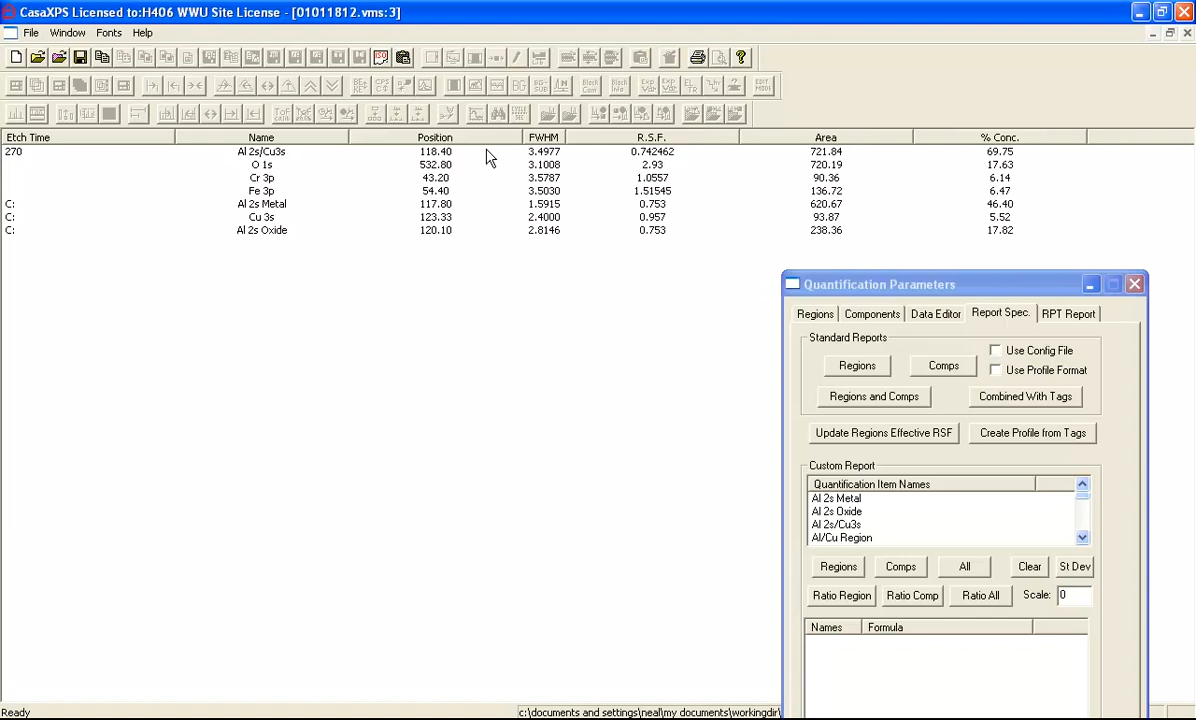 CasaXPS Licensed to:H406 WWU Site License - [01011812.vms:3]
File Window Fonts Help
Etch Time Name Position FWHM R.S.F. Area % Conc.
270 Al 2s/Cu3s 118.40 3.4977 0.742462 721.84 69.75
O 1s 532.80 3.1008 2.93 720.19 17.63
Cr 3p 43.20 3.5787 1.0557 90.36 6.14
Fe 3p 54.40 3.5030 1.51545 136.72 6.47
C: Al 2s Metal 117.80 1.5915 0.753 620.67 46.40
C: Cu 3s 123.33 2.4000 0.957 93.87 5.52
C: Al 2s Oxide 120.10 2.8146 0.753 238.36 17.82
Quantification Parameters
Regions Components Data Editor Report Spec. RPT Report
Standard Reports
Regions Comps Use Config File
Use Profile Format
Regions and Comps Combined With Tags
Update Regions Effective RSF Create Profile from Tags
Custom Report
Quantification Item Names
Al 2s Metal
Al 2s Oxide
Al 2s/Cu3s
Al/Cu Region
Regions Comps All Clear St Dev
Ratio Region Ratio Comp Ratio All Scale: 0
Names Formula
Ready c:\documents and settings\neal\my documents\workingdir\